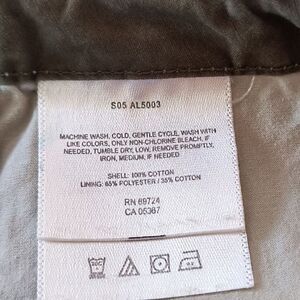 S05 AL5003
MACHINE WASH, COLD, GENTLE CYCLE, WASH WITH
LIKE COLORS, ONLY NON-CHLORINE BLEACH, IF
NEEDED, TUMBLE DRY, LOW, REMOVE PROMPTLY,
IRON, MEDIUM, IF NEEDED
SHELL: 100% COTTON
LINING: 65% POLYESTER / 35% COTTON
RN 69724
CA 05367